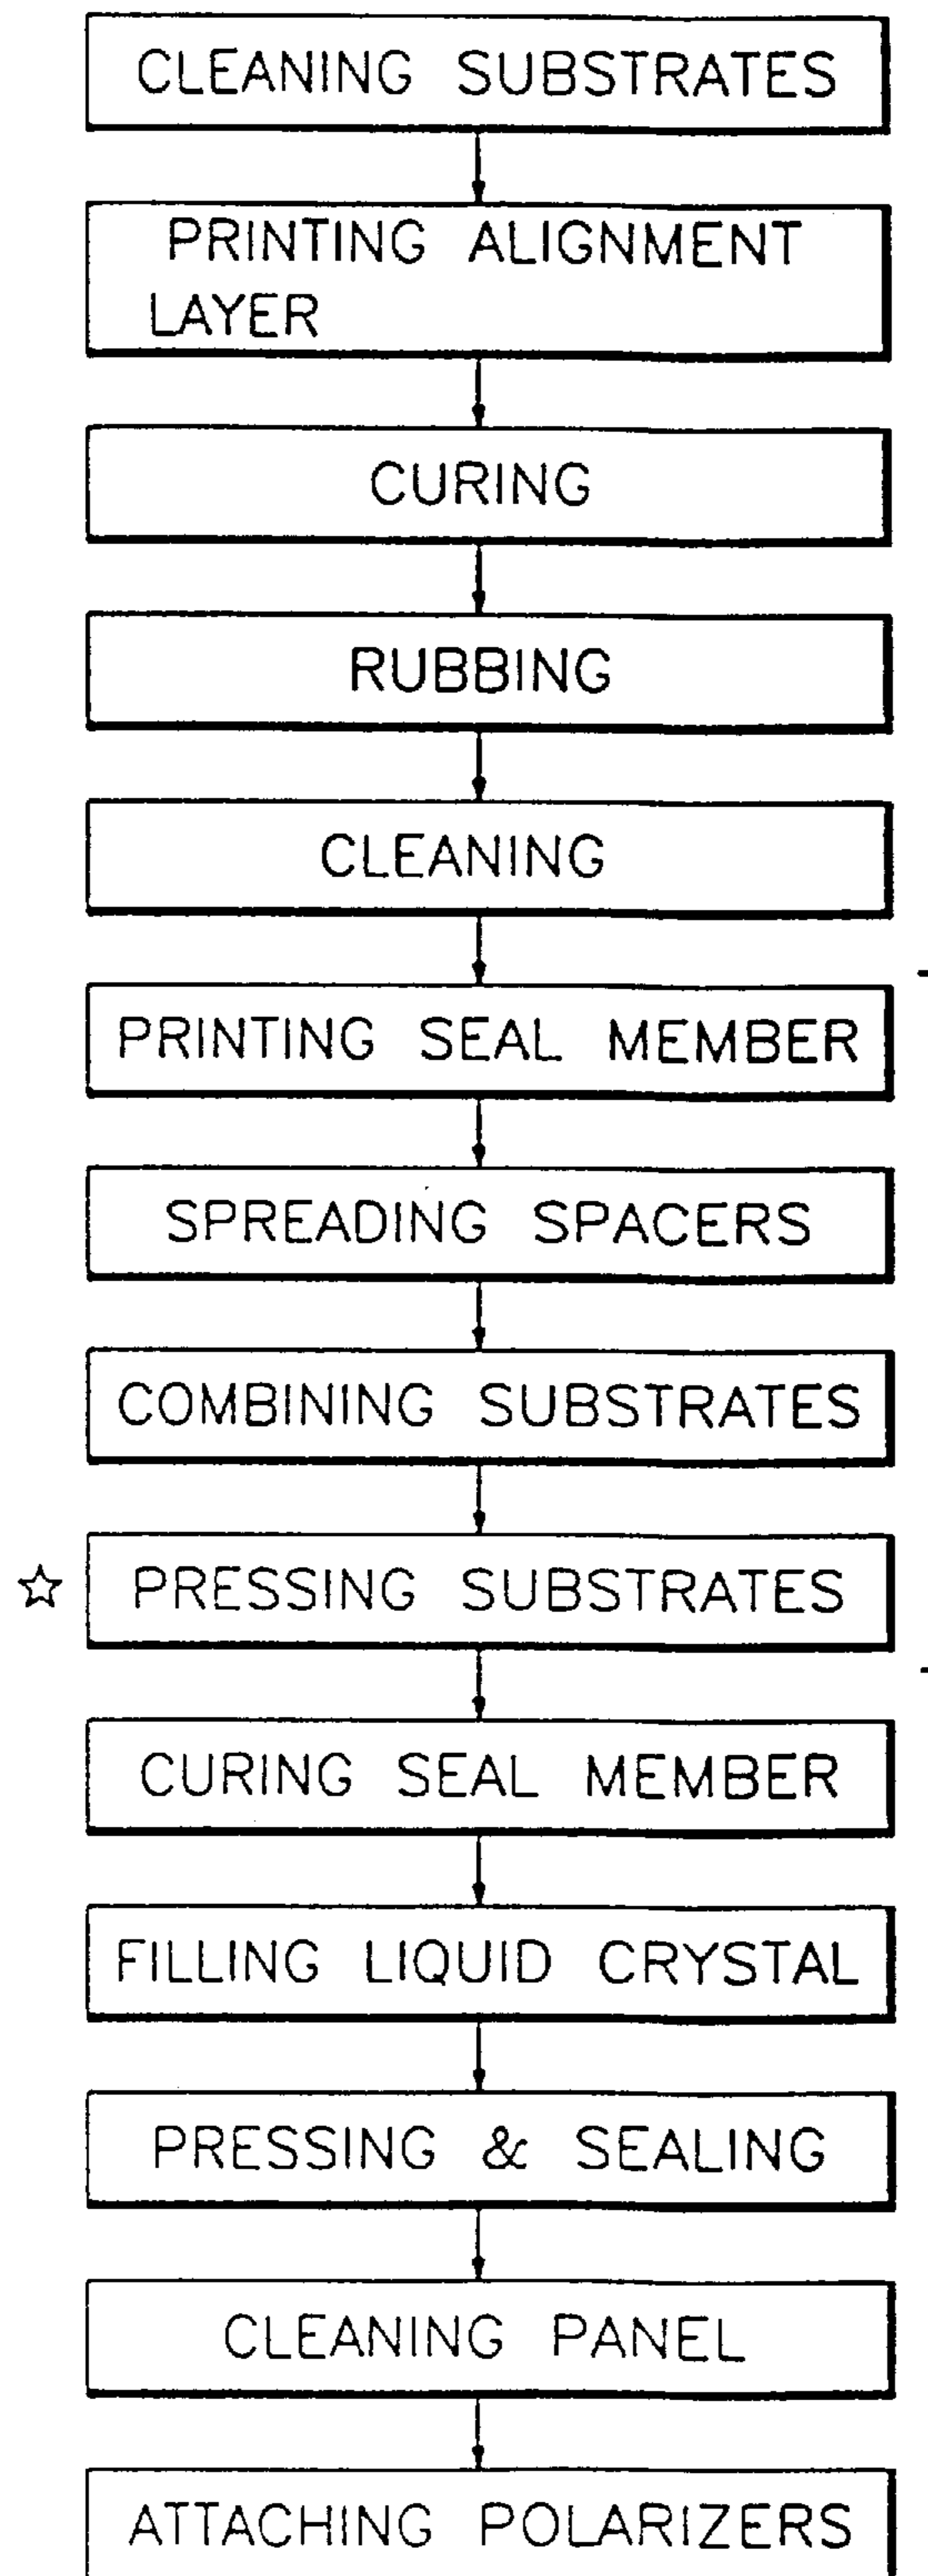 CLEANING SUBSTRATES
PRINTING ALIGNMENT
LAYER
CURING
RUBBING
CLEANING
PRINTING SEAL MEMBER
SPREADING SPACERS
COMBINING SUBSTRATES
☆ PRESSING SUBSTRATES
CURING SEAL MEMBER
FILLING LIQUID CRYSTAL
PRESSING & SEALING
CLEANING PANEL
ATTACHING POLARIZERS